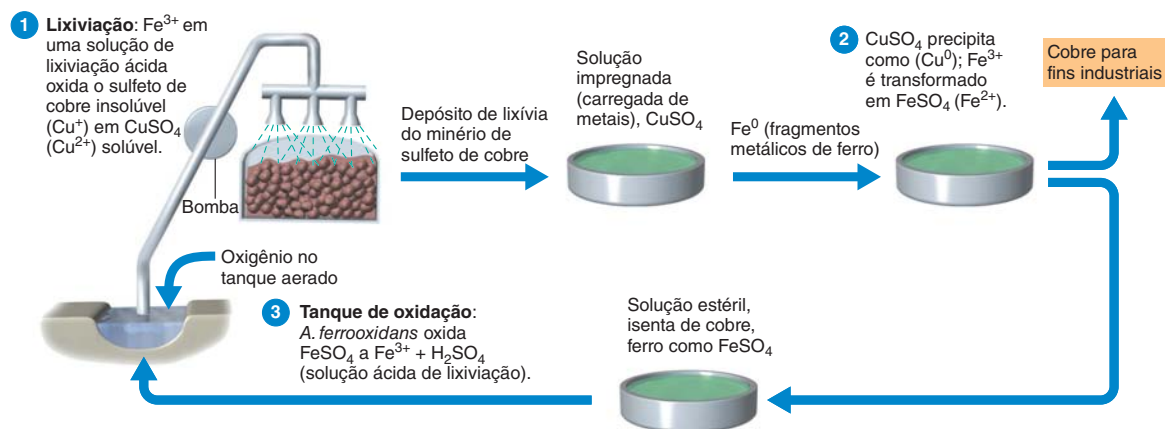 1 Lixiviação: Fe³⁺ em
uma solução de
lixiviação ácida
oxida o sulfeto de
cobre insolúvel
(Cu⁺) em CuSO₄
(Cu²⁺) solúvel.
Bomba
Depósito de lixívia
do minério de
sulfeto de cobre
Solução
impregnada
(carregada de
metais), CuSO₄
Fe⁰ (fragmentos
metálicos de ferro)
2 CuSO₄ precipita
como (Cu⁰); Fe³⁺
é transformado
em FeSO₄ (Fe²⁺).
Cobre para
fins industriais
Oxigênio no
tanque aerado
3 Tanque de oxidação:
A. ferrooxidans oxida
FeSO₄ a Fe³⁺ + H₂SO₄
(solução ácida de lixiviação).
Solução estéril,
isenta de cobre,
ferro como FeSO₄